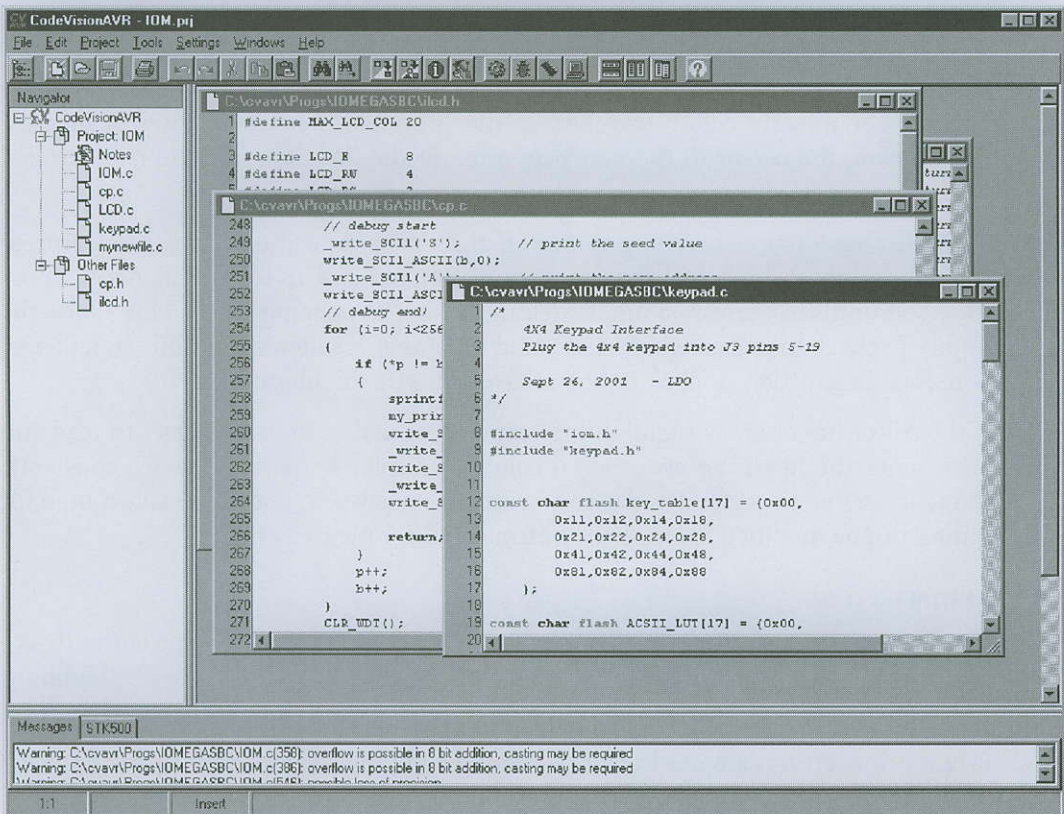 CodeVisionAVR - IOM.prj
File Edit Project Tools Settings Windows Help
Navigator
CodeVisionAVR
Project: IOM
Notes
IOM.c
cp.c
LCD.c
keypad.c
mynewfile.c
Other Files
cp.h
ilcd.h
C:\cvavr\Progs\IOMEGASBC\ilcd.h
1 #define MAX_LCD_COL 20
2
3 #define LCD_E 8
4 #define LCD_RW 4
C:\cvavr\Progs\IOMEGASBC\cp.c
248 // debug start
249 _write_SCI1('S'); // print the seed value
250 write_SCI1_ASCII(b,0);
251 _write_SCI1('A');
252 write_SCI1_ASCI
253 // debug end/
254 for (i=0; i<256
255 {
256 if (*p != b
257 {
258 sprintf
259 my_prin
260 write_S
261 _write_
262 write_S
263 _write_
264 write_S
265
266 return;
267 }
268 p++;
269 b++;
270 }
271 CLR_WDT();
272
C:\cvavr\Progs\IOMEGASBC\keypad.c
1 /*
2 4X4 Keypad Interface
3 Plug the 4x4 keypad into J3 pins 5-19
4
5 Sept 26, 2001 - LDO
6 */
7
8 #include "iom.h"
9 #include "keypad.h"
10
11
12 const char flash key_table[17] = {0x00,
13 0x11,0x12,0x14,0x18,
14 0x21,0x22,0x24,0x28,
15 0x41,0x42,0x44,0x48,
16 0x81,0x82,0x84,0x88
17 };
18
19 const char flash ACSII_LUT[17] = {0x00,
20
Messages STK500
Warning: C:\cvavr\Progs\IOMEGASBC\IOM.c(358): overflow is possible in 8 bit addition, casting may be required
Warning: C:\cvavr\Progs\IOMEGASBC\IOM.c(386): overflow is possible in 8 bit addition, casting may be required
1:1 Insert